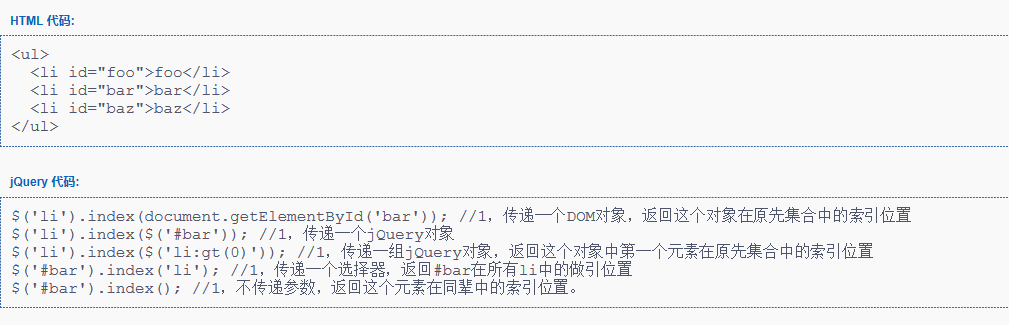 HTML 代码:
<ul>
  <li id="foo">foo</li>
  <li id="bar">bar</li>
  <li id="baz">baz</li>
</ul>
jQuery 代码:
$('li').index(document.getElementById('bar')); //1，传递一个DOM对象，返回这个对象在原先集合中的索引位置
$('li').index($('#bar')); //1，传递一个jQuery对象
$('li').index($('li:gt(0)')); //1，传递一组jQuery对象，返回这个对象中第一个元素在原先集合中的索引位置
$('#bar').index('li'); //1，传递一个选择器，返回#bar在所有li中的做引位置
$('#bar').index(); //1，不传递参数，返回这个元素在同辈中的索引位置。